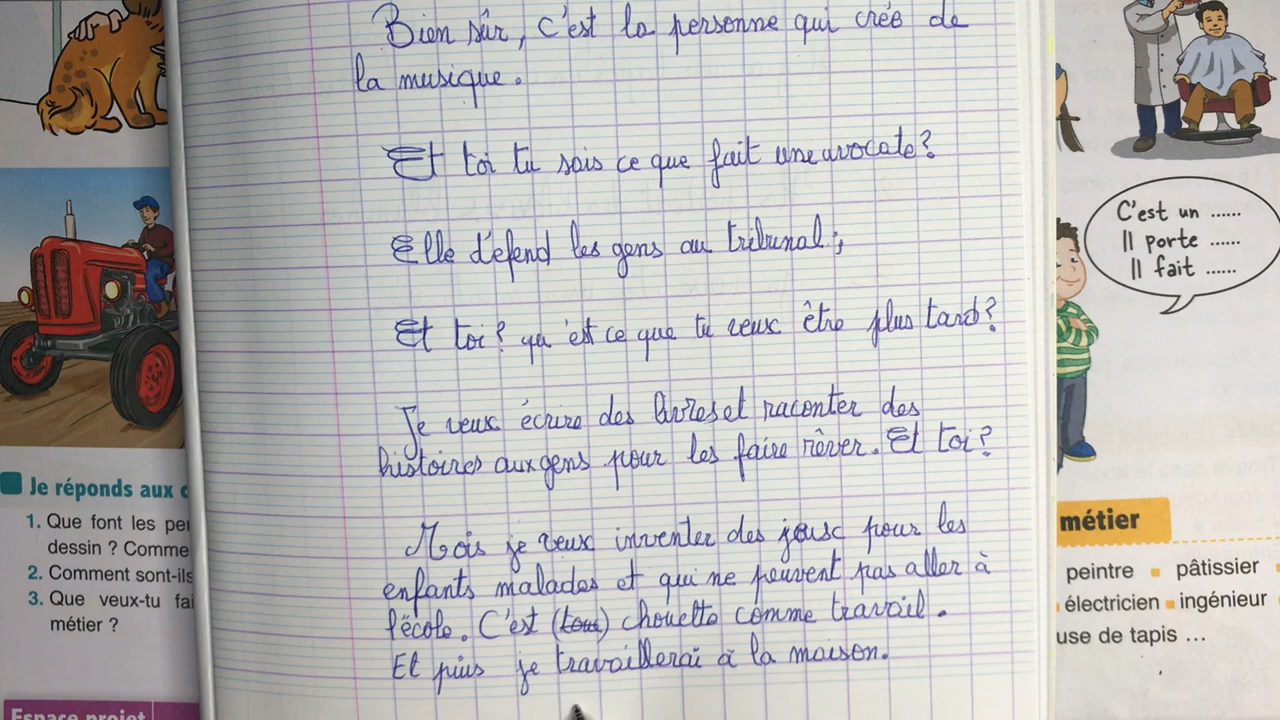 Bien sûr, c'est la personne qui crée de
la musique.
Et toi tu sais ce que fait une avocate?
Elle défend les gens au tribunal;
Et toi? qu'est ce que tu veux être plus tard?
Je veux écrire des livres et raconter des
histoires aux gens pour les faire rêver. Et toi?
Mois je veux inventer des jeux pour les
enfants malades et qui ne peuvent pas aller à
l'école. C'est (tous) chouette comme travail.
Et puis je travaillerai à la maison.
Je réponds aux
1. Que font les
dessin ? Comme
2. Comment sont-ils
3. Que veux-tu
métier ?
Espace projet
C'est un ......
Il porte ......
Il fait ......
métier
peintre ▪ pâtissier
électricien ▪ ingénieur
de tapis ...